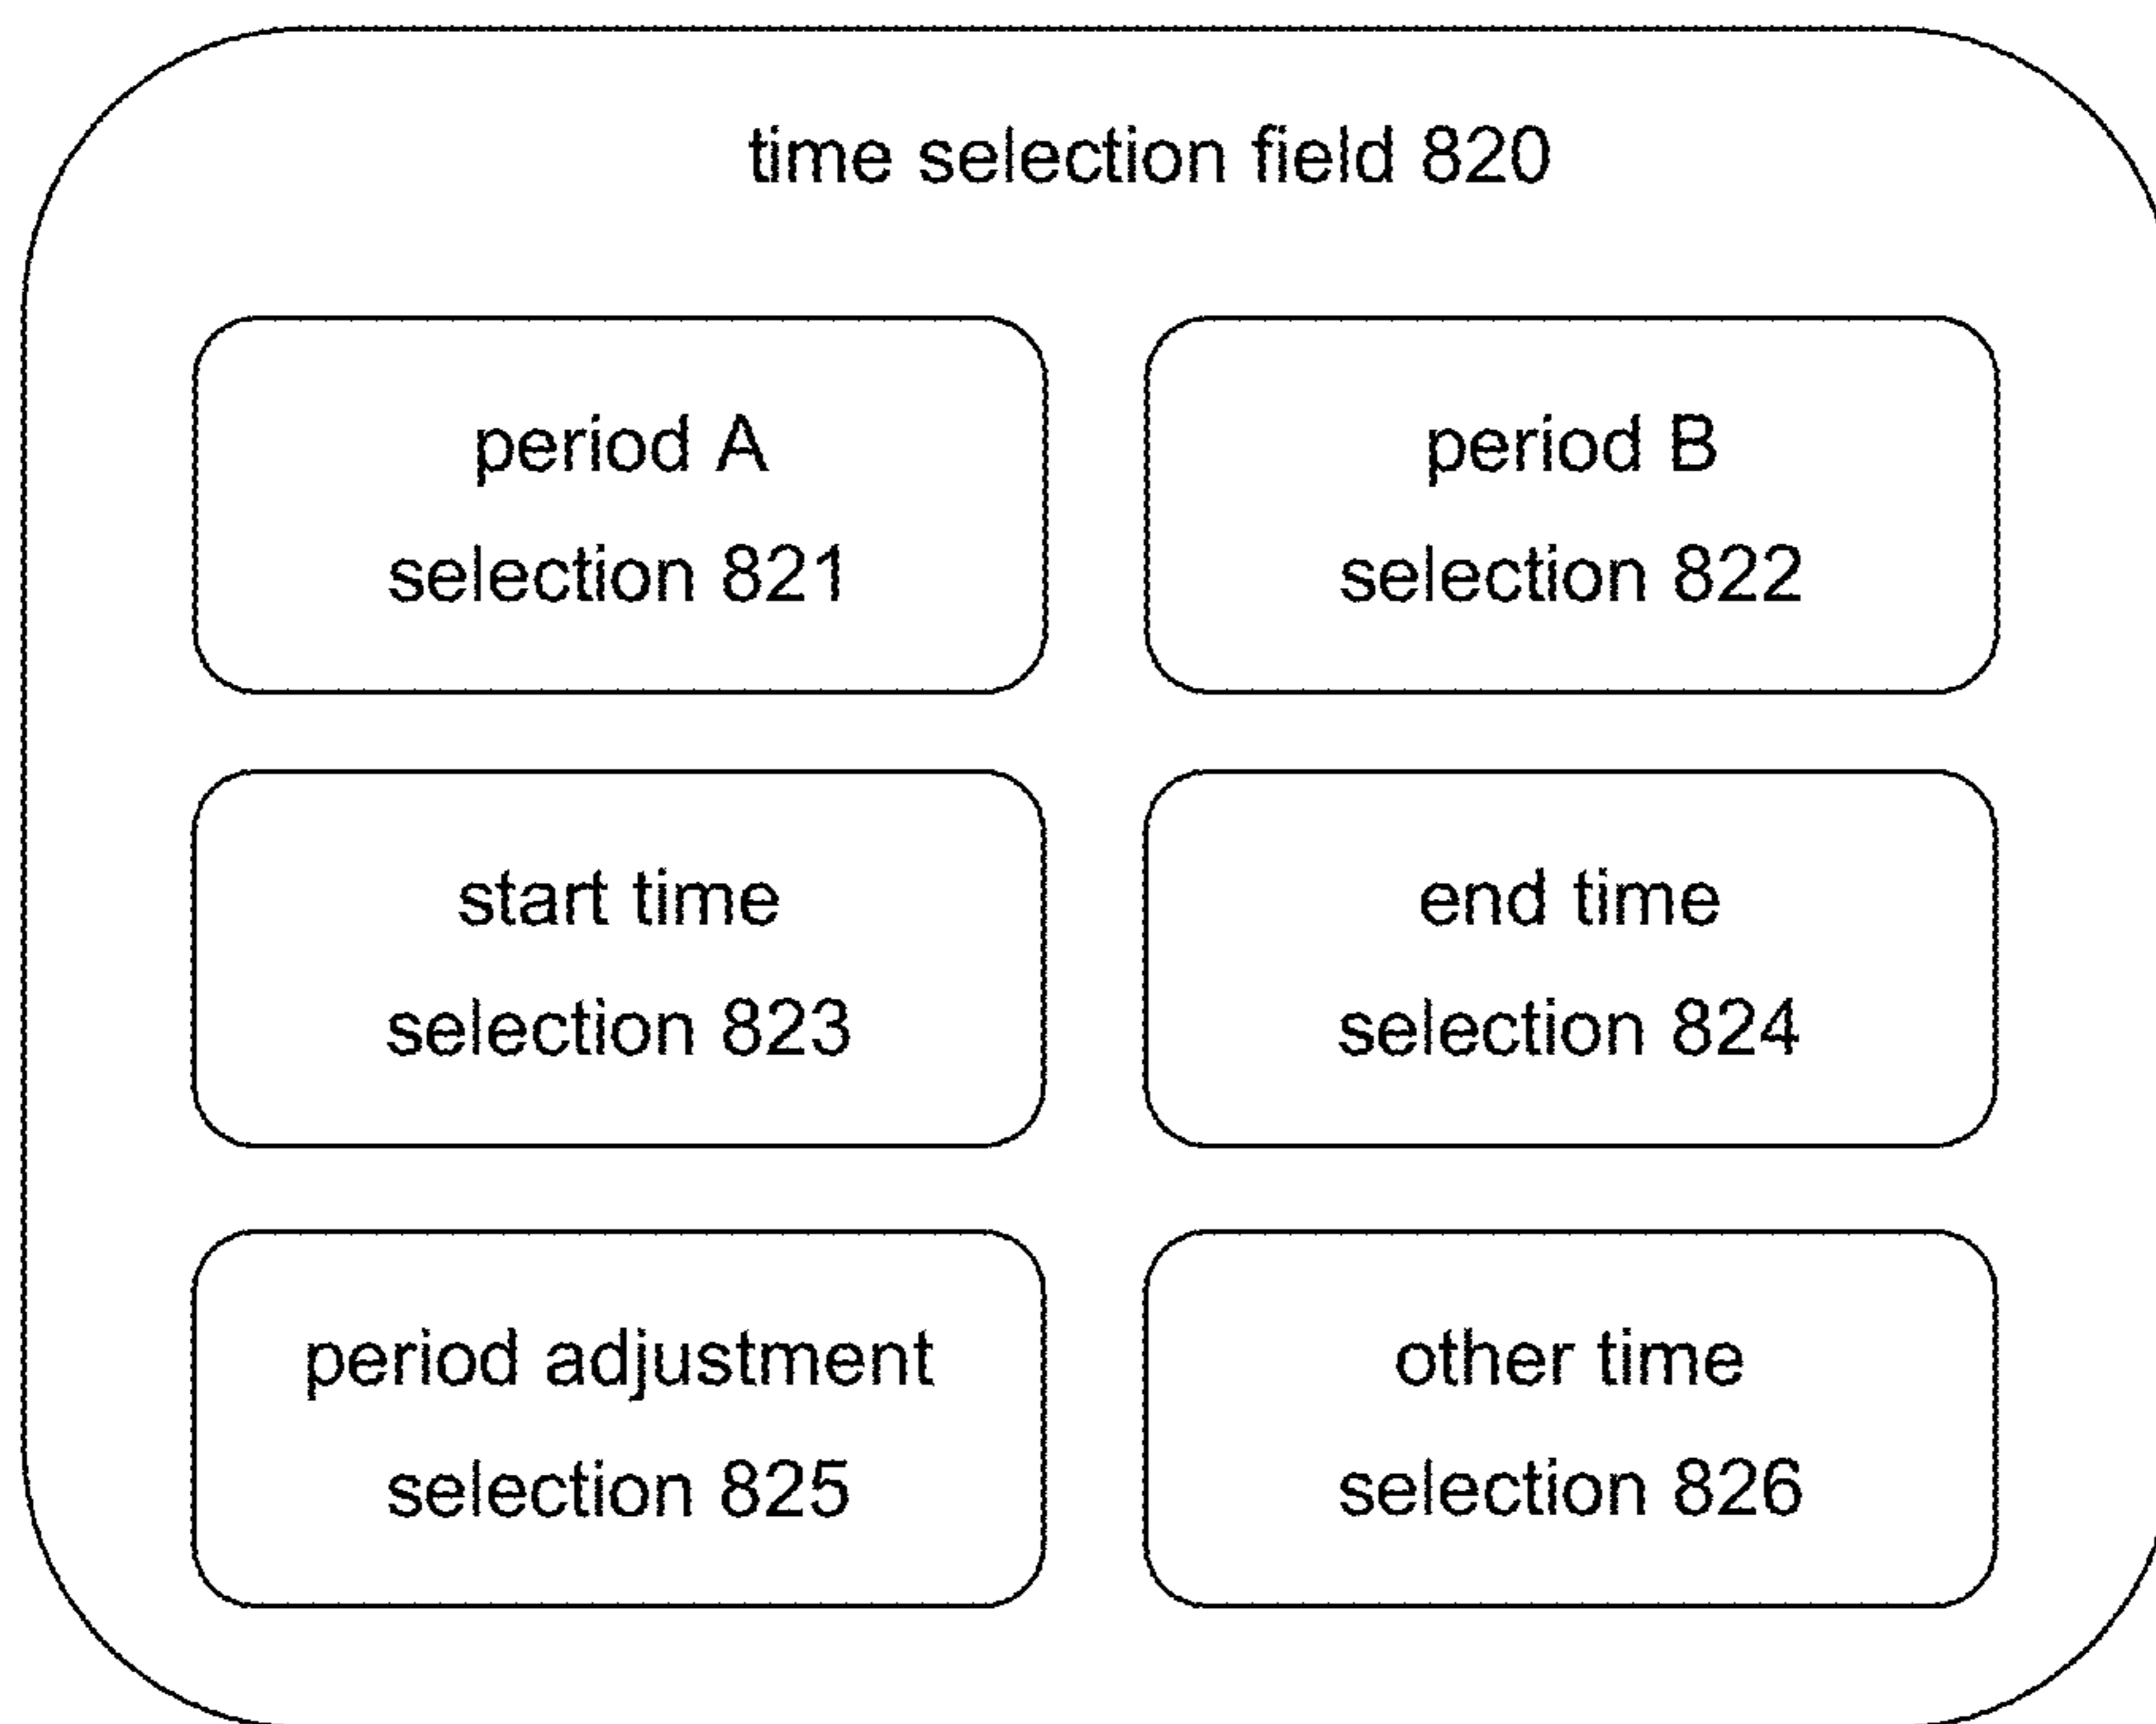 time selection field 820
period A
selection 821
period B
selection 822
start time
selection 823
end time
selection 824
period adjustment
selection 825
other time
selection 826